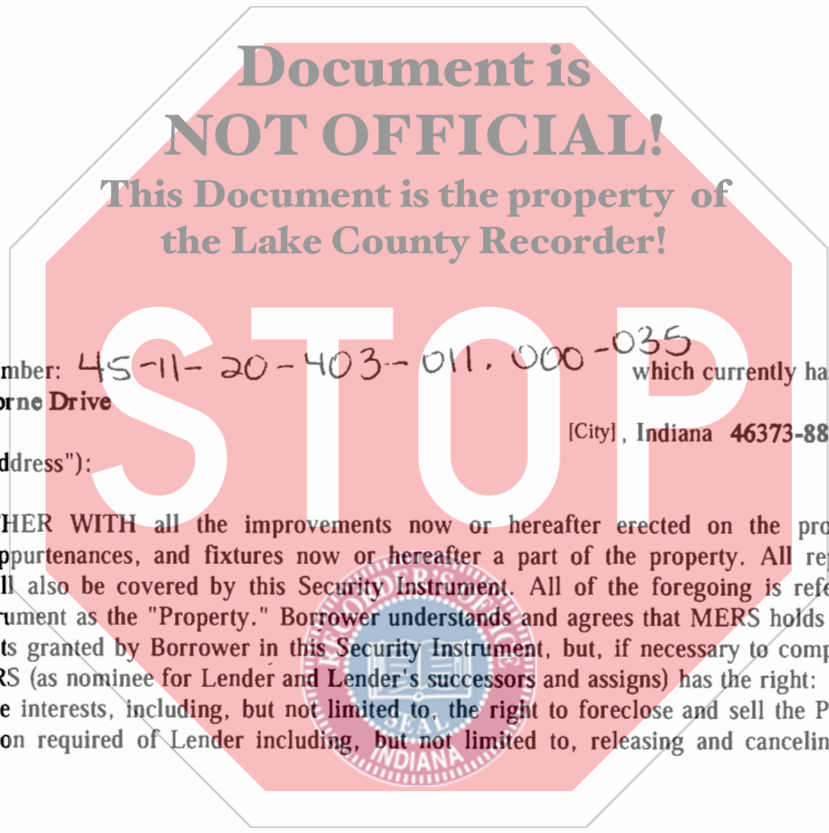 Document is
NOT OFFICIAL!
This Document is the property of
the Lake County Recorder!
STOP
mber: 45-11-20-403-011.000-035 which currently ha
orne Drive
[City], Indiana 46373-88
ddress"):
HER WITH all the improvements now or hereafter erected on the pro
ppurtenances, and fixtures now or hereafter a part of the property. All rep
ll also be covered by this Security Instrument. All of the foregoing is refe
rument as the "Property." Borrower understands and agrees that MERS holds
ts granted by Borrower in this Security Instrument, but, if necessary to comp
RS (as nominee for Lender and Lender's successors and assigns) has the right:
e interests, including, but not limited to, the right to foreclose and sell the P
on required of Lender including, but not limited to, releasing and cancelin
RECORDER'S OFFICE
SEAL
INDIANA